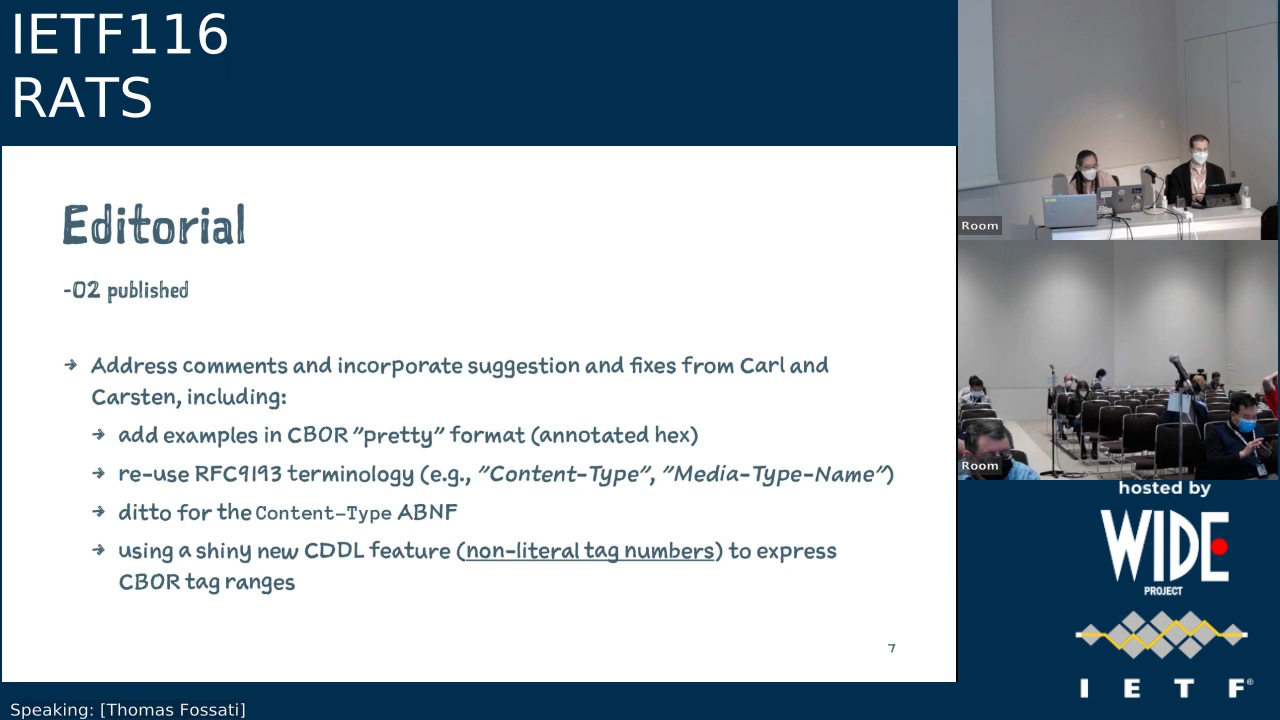 IETF116
RATS
Editorial
-02 published
→ Address comments and incorporate suggestion and fixes from Carl and
Carsten, including:
→ add examples in CBOR "pretty" format (annotated hex)
→ re-use RFC9193 terminology (e.g., "Content-Type", "Media-Type-Name")
→ ditto for the Content-Type ABNF
→ using a shiny new CDDL feature (non-literal tag numbers) to express
CBOR tag ranges
7
Speaking: [Thomas Fossati]
Room
Room
hosted by
WIDE
PROJECT
I E T F®